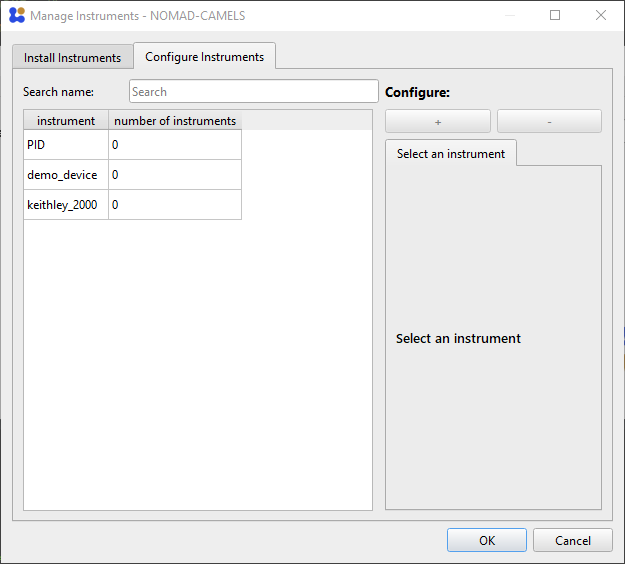 Manage Instruments - NOMAD-CAMELS
Install Instruments
Configure Instruments
Search name:
Search
Configure:
instrument
number of instruments
+
-
PID
0
Select an instrument
demo_device
0
keithley_2000
0
Select an instrument
OK
Cancel